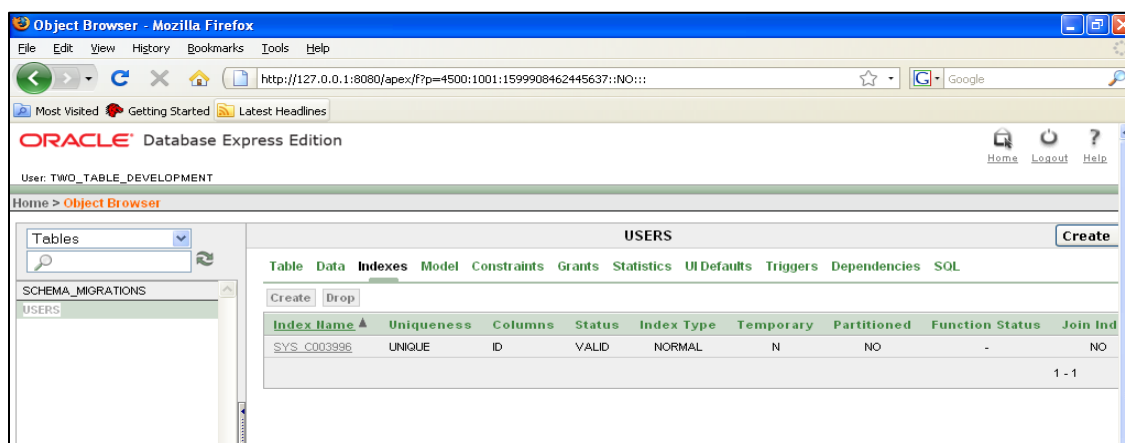 Object Browser - Mozilla Firefox
File Edit View History Bookmarks Tools Help
http://127.0.0.1:8080/apex/f?p=4500:1001:1599908462445637::NO::: G Google
Most Visited Getting Started Latest Headlines
ORACLE Database Express Edition
Home Logout Help
User: TWO_TABLE_DEVELOPMENT
Home > Object Browser
Tables USERS Create
Table Data Indexes Model Constraints Grants Statistics UI Defaults Triggers Dependencies SQL
SCHEMA_MIGRATIONS
USERS
Create Drop
Index Name Uniqueness Columns Status Index Type Temporary Partitioned Function Status Join Ind
SYS_C003996 UNIQUE ID VALID NORMAL N NO - NO
1 - 1